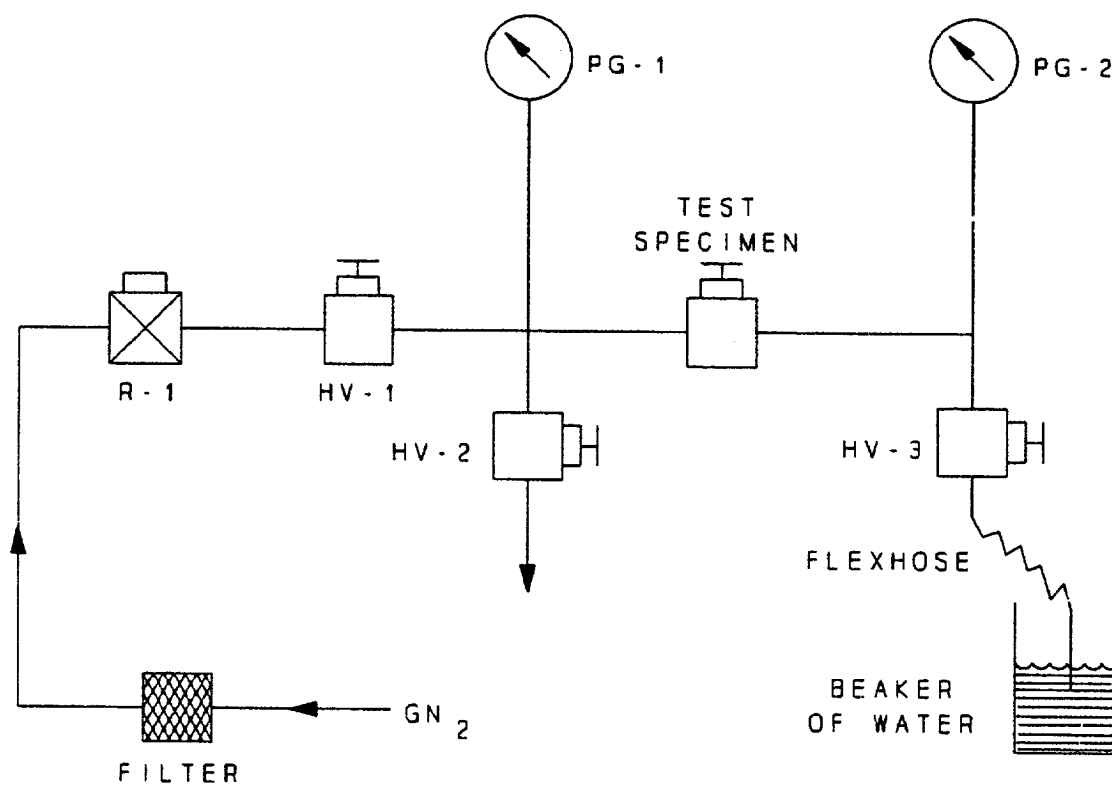 PG-1
PG-2
TEST
SPECIMEN
R-1
HV-1
HV-2
HV-3
FLEXHOSE
BEAKER
OF WATER
GN2
FILTER